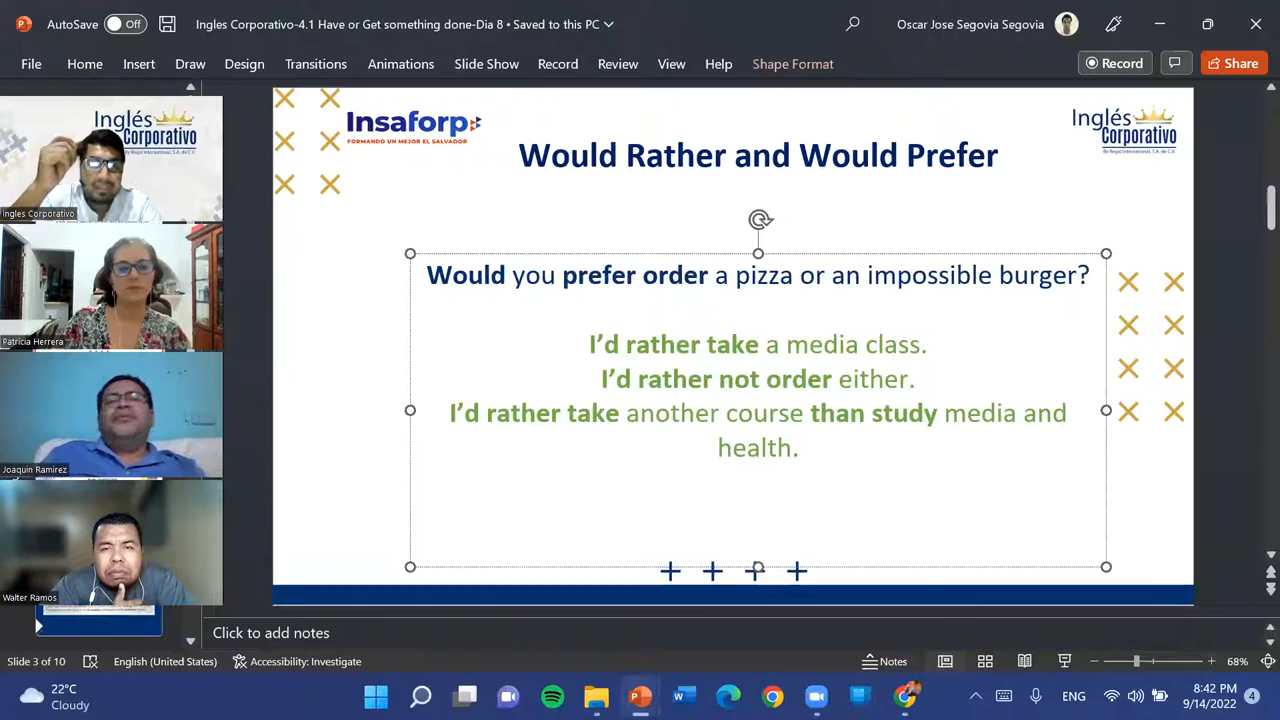 AutoSave Off Ingles Corporativo-4.1 Have or Get something done-Dia 8 • Saved to this PC Oscar Jose Segovia Segovia
File Home Insert Draw Design Transitions Animations Slide Show Record Review View Help Shape Format Record Share
Inglés
Corporativo
Ingles Corporativo
Patricia Herrera
Joaquin Ramirez
Walter Ramos
Insaforp
FORMANDO UN MEJOR EL SALVADOR
Inglés
Corporativo
By Regal International, S.A. de C.V.
Would Rather and Would Prefer
Would you prefer order a pizza or an impossible burger?
I'd rather take a media class.
I'd rather not order either.
I'd rather take another course than study media and
health.
Click to add notes
Slide 3 of 10 English (United States) Accessibility: Investigate Notes 68%
22°C
Cloudy
ENG
8:42 PM
9/14/2022
4